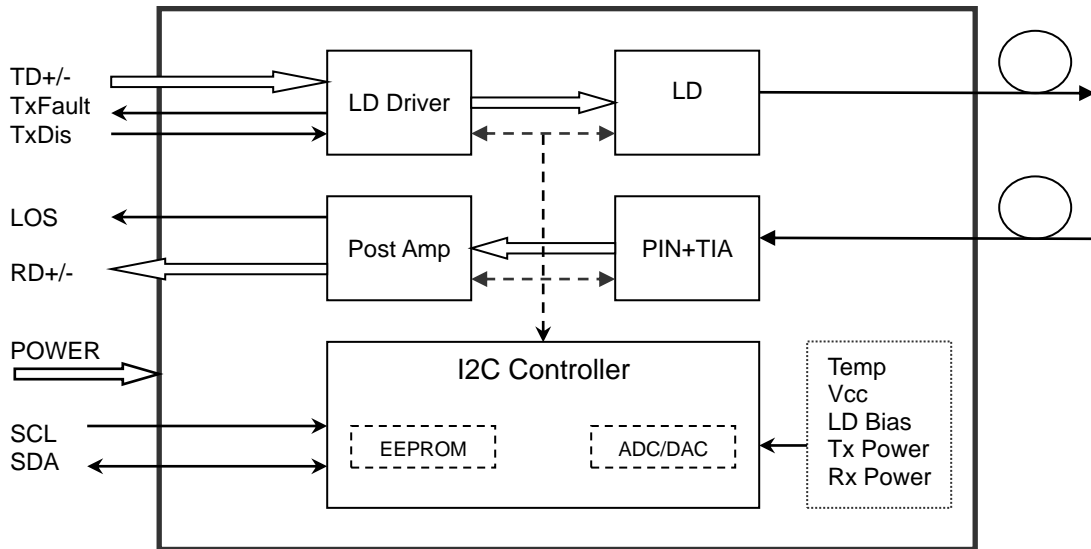 TD+/-
TxFault
TxDis
LD Driver
LD
LOS
RD+/-
Post Amp
PIN+TIA
POWER
SCL
SDA
I2C Controller
EEPROM
ADC/DAC
Temp
Vcc
LD Bias
Tx Power
Rx Power